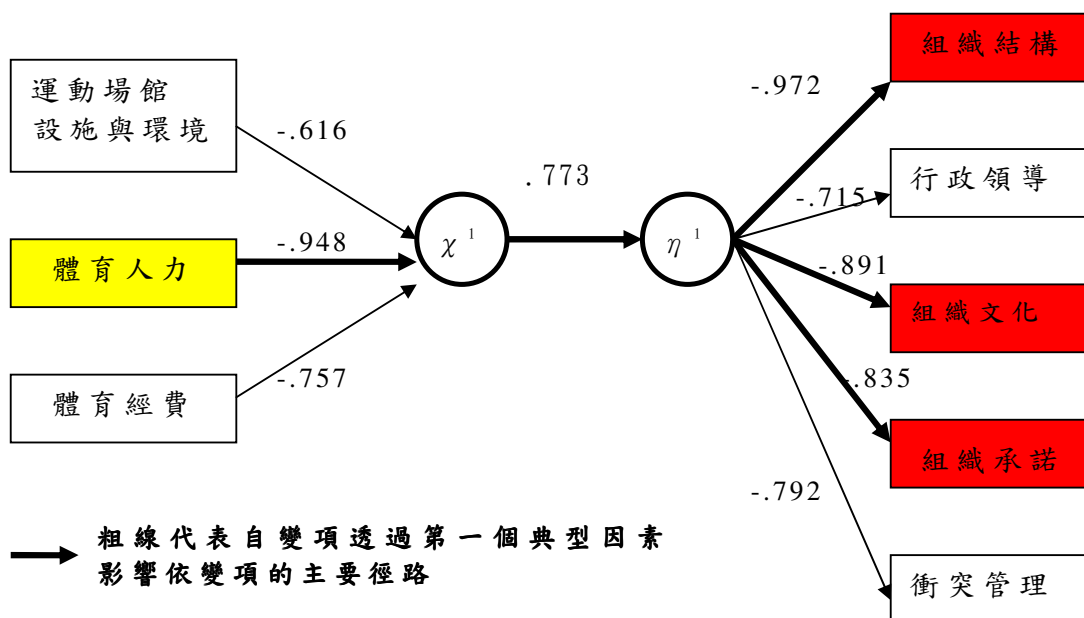 運動場館
設施與環境
體育人力
體育經費
-.616
-.948
-.757
χ 1
.773
η 1
-.972
-.715
-.891
-.835
-.792
組織結構
行政領導
組織文化
組織承諾
衝突管理
粗線代表自變項透過第一個典型因素
影響依變項的主要徑路